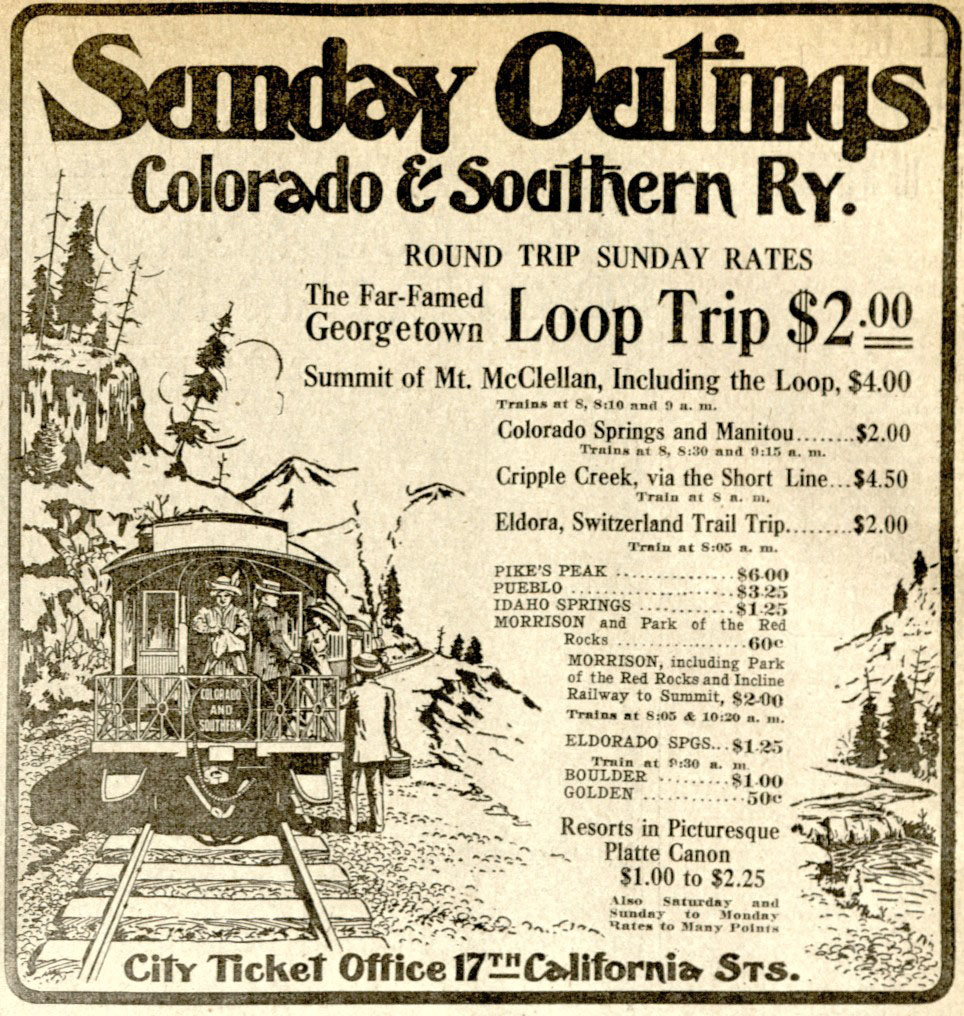 Sunday Outings
Colorado & Southern Ry.
ROUND TRIP SUNDAY RATES
The Far-Famed
Georgetown Loop Trip $2.00
Summit of Mt. McClellan, Including the Loop, $4.00
Trains at 8, 8:10 and 9 a. m.
Colorado Springs and Manitou........$2.00
Trains at 8, 8:30 and 9:15 a. m.
Cripple Creek, via the Short Line...$4.50
Train at 8 a. m.
Eldora, Switzerland Trail Trip........$2.00
Train at 8:05 a. m.
PIKE'S PEAK ..............$6.00
PUEBLO ....................$3.25
IDAHO SPRINGS ...........$1.25
MORRISON and Park of the Red
Rocks .................60c
MORRISON, including Park
of the Red Rocks and Incline
Railway to Summit, $2.00
Trains at 8:05 & 10:20 a. m.
ELDORADO SPGS...$1.25
Train at 9:30 a. m.
BOULDER .........$1.00
GOLDEN .............50c
Resorts in Picturesque
Platte Canon
$1.00 to $2.25
Also Saturday and
Sunday to Monday
Rates to Many Points
COLORADO
AND
SOUTHERN
City Ticket Office 17TH California Sts.